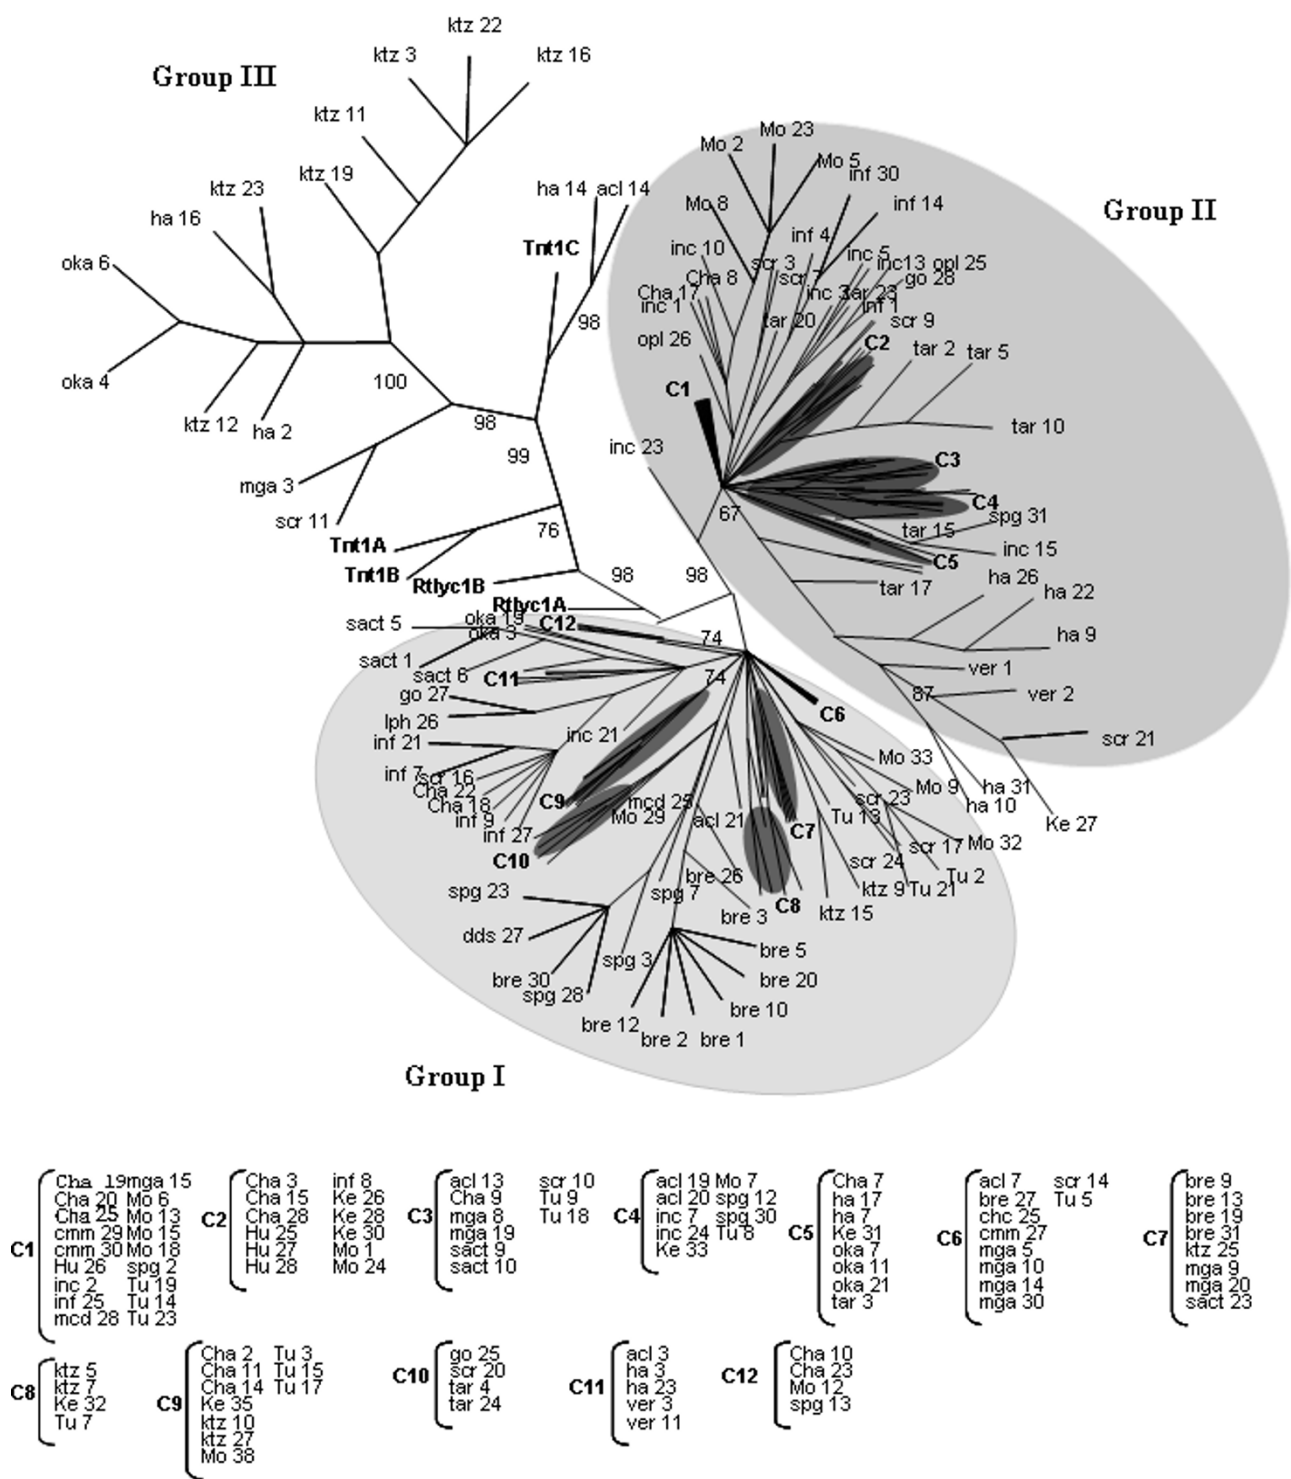 ktz 22
ktz 3
ktz 16
Group III
ktz 11
Mo 23
Mo 2
Mo 5
ktz 19
inf 30
ktz 23
ha 14 acl 14
Mo 8
inf 14
Group II
ha 16
inf 4
Tnt1C
inc 10
inc 5
oka 6
scr 3
inc13 opl 25
Cha 8
scr 7
go 28
Cha 17
inc 3
tar 23
inc 1
inf 1
98
tar 20
scr 9
opl 26
C2
tar 2
tar 5
oka 4
100
C1
ktz 12
98
tar 10
ha 2
inc 23
99
C3
mga 3
C4
67
spg 31
scr 11
tar 15
76
Tnt1A
inc 15
C5
Tnt1B
98
98
ha 26
Rtlyc1B
tar 17
ha 22
Rtlyc1A
oka 19
C12
sact 5
oka 3
74
ha 9
sact 1
ver 1
sact 6
C11
74
go 27
87
ver 2
C6
lph 26
inc 21
scr 21
inf 21
Mo 33
inf 7
scr 16
Mo 9
ha 31
Cha 22
C9
mcd 25
scr 23
ha 10
Cha 18
Mo 29
acl 21
Tu 13
inf 9
Ke 27
inf 27
C7
Mo 32
C10
scr 17
scr 24
bre 26
Tu 2
spg 23
spg 7
ktz 9
Tu 21
C8
bre 3
ktz 15
dds 27
bre 5
spg 3
bre 30
bre 20
spg 28
bre 10
bre 12
bre 2
bre 1
Group I
C1
Cha 19 mga 15
Cha 20 Mo 6
Cha 25 Mo 13
cmm 29 Mo 15
cmm 30 Mo 18
Hu 26 spg 2
inc 2 Tu 19
inf 25 Tu 14
mcd 28 Tu 23
C2
Cha 3 inf 8
Cha 15 Ke 26
Cha 28 Ke 28
Hu 25 Ke 30
Hu 27 Mo 1
Hu 28 Mo 24
C3
acl 13 scr 10
Cha 9 Tu 9
mga 8 Tu 18
mga 19
sact 9
sact 10
C4
acl 19 Mo 7
acl 20 spg 12
inc 7 spg 30
inc 24 Tu 8
Ke 33
C5
Cha 7
ha 17
ha 7
Ke 31
oka 7
oka 11
oka 21
tar 3
C6
acl 7 scr 14
bre 27 Tu 5
chc 25
cmm 27
mga 5
mga 10
mga 14
mga 30
C7
bre 9
bre 13
bre 19
bre 31
ktz 25
mga 9
mga 20
sact 23
C8
ktz 5
ktz 7
Ke 32
Tu 7
C9
Cha 2 Tu 3
Cha 11 Tu 15
Cha 14 Tu 17
Ke 35
ktz 10
ktz 27
Mo 38
C10
go 25
scr 20
tar 4
tar 24
C11
acl 3
ha 3
ha 23
ver 3
ver 11
C12
Cha 10
Cha 23
Mo 12
spg 13